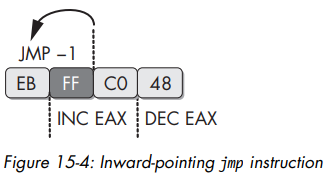 JMP –1
EB FF C0 48
INC EAX DEC EAX
Figure 15-4: Inward-pointing jmp instruction